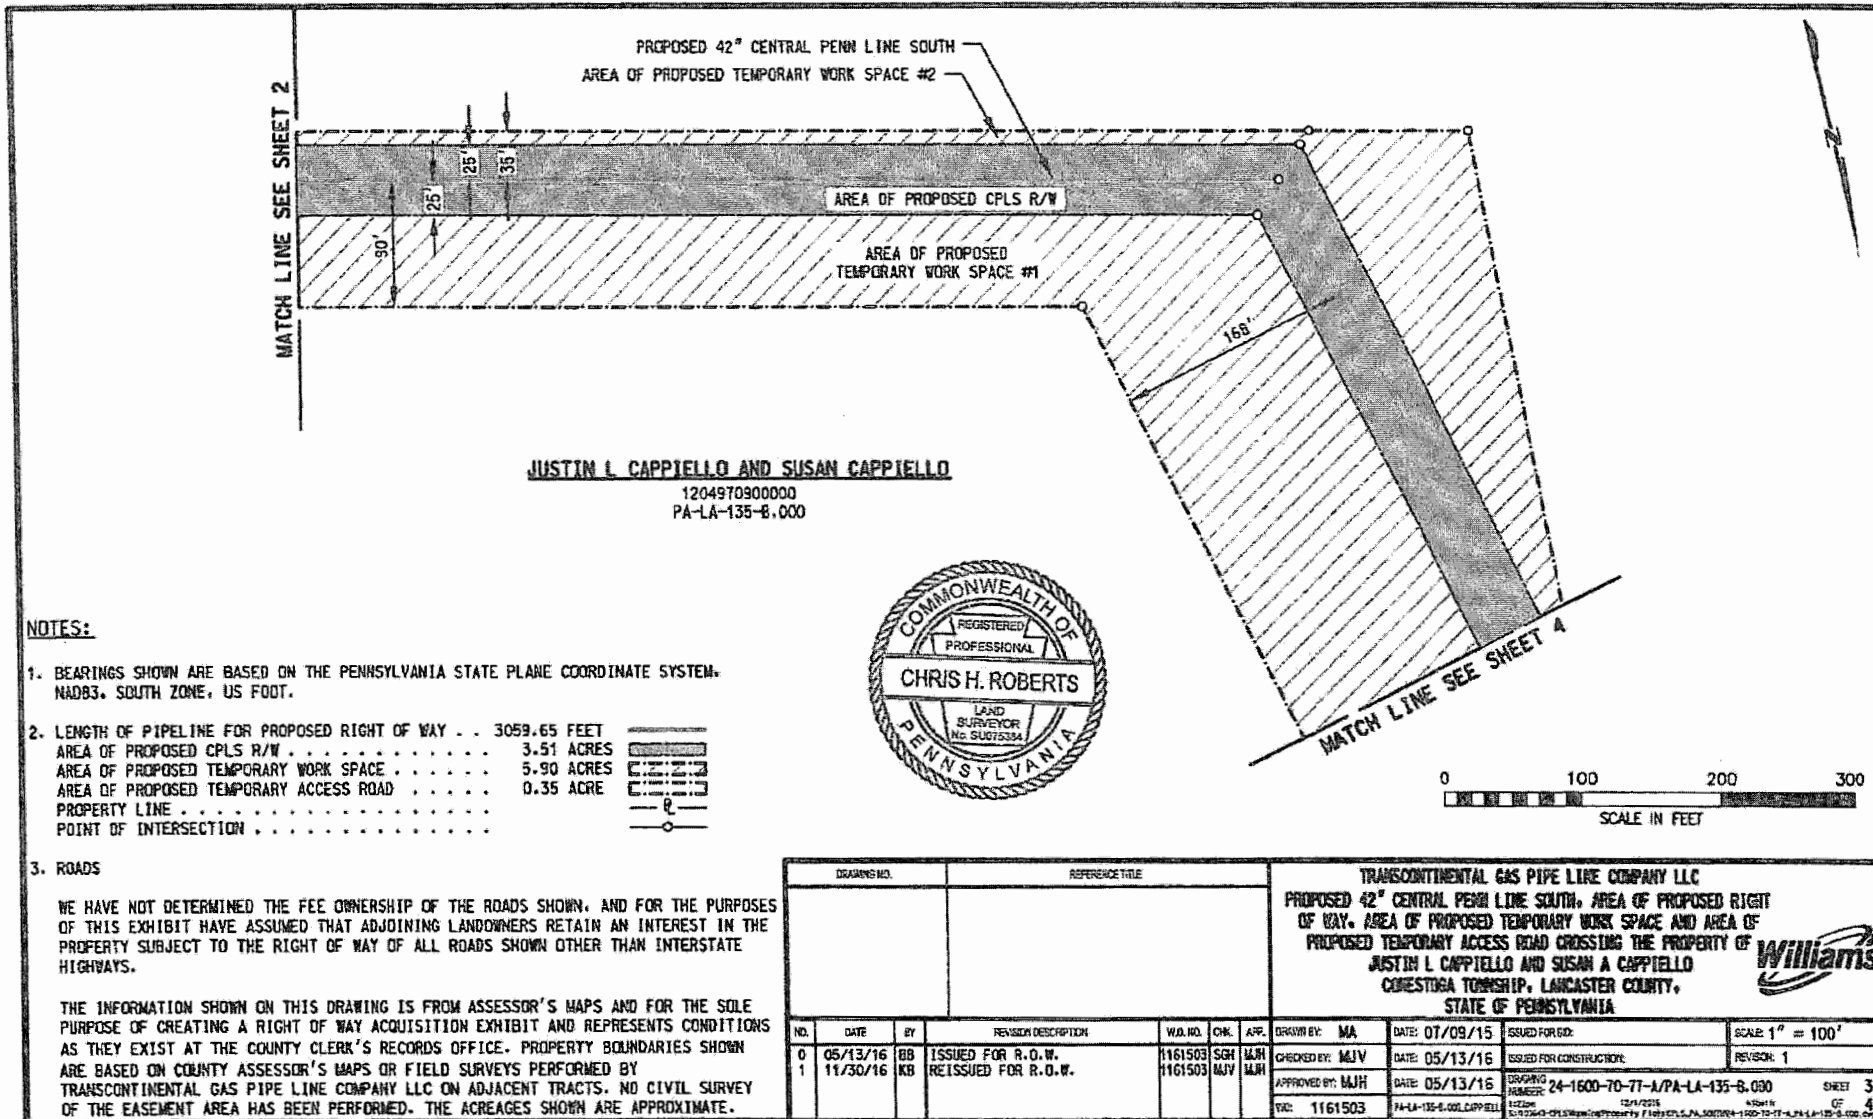 PROPOSED 42" CENTRAL PENN LINE SOUTH
AREA OF PROPOSED TEMPORARY WORK SPACE #2
MATCH LINE SEE SHEET 2
25'
25'
35'
90'
AREA OF PROPOSED CPLS R/W
AREA OF PROPOSED
TEMPORARY WORK SPACE #1
168'
N
JUSTIN L CAPPIELLO AND SUSAN CAPPIELLO
1204970900000
PA-LA-135-B.000
MATCH LINE SEE SHEET 4
COMMONWEALTH OF
REGISTERED
PROFESSIONAL
CHRIS H. ROBERTS
LAND
SURVEYOR
No. SU075384
PENNSYLVANIA
0 100 200 300
SCALE IN FEET
NOTES:
1. BEARINGS SHOWN ARE BASED ON THE PENNSYLVANIA STATE PLANE COORDINATE SYSTEM,
NAD83, SOUTH ZONE, US FOOT.
2. LENGTH OF PIPELINE FOR PROPOSED RIGHT OF WAY . . 3059.65 FEET
AREA OF PROPOSED CPLS R/W . . . . . . . . . . . . 3.51 ACRES
AREA OF PROPOSED TEMPORARY WORK SPACE . . . . . . 5.90 ACRES
AREA OF PROPOSED TEMPORARY ACCESS ROAD . . . . . 0.35 ACRE
PROPERTY LINE . . . . . . . . . . . . . . . . .
POINT OF INTERSECTION . . . . . . . . . . . . .
3. ROADS
WE HAVE NOT DETERMINED THE FEE OWNERSHIP OF THE ROADS SHOWN, AND FOR THE PURPOSES
OF THIS EXHIBIT HAVE ASSUMED THAT ADJOINING LANDOWNERS RETAIN AN INTEREST IN THE
PROPERTY SUBJECT TO THE RIGHT OF WAY OF ALL ROADS SHOWN OTHER THAN INTERSTATE
HIGHWAYS.
THE INFORMATION SHOWN ON THIS DRAWING IS FROM ASSESSOR'S MAPS AND FOR THE SOLE
PURPOSE OF CREATING A RIGHT OF WAY ACQUISITION EXHIBIT AND REPRESENTS CONDITIONS
AS THEY EXIST AT THE COUNTY CLERK'S RECORDS OFFICE. PROPERTY BOUNDARIES SHOWN
ARE BASED ON COUNTY ASSESSOR'S MAPS OR FIELD SURVEYS PERFORMED BY
TRANSCONTINENTAL GAS PIPE LINE COMPANY LLC ON ADJACENT TRACTS. NO CIVIL SURVEY
OF THE EASEMENT AREA HAS BEEN PERFORMED. THE ACREAGES SHOWN ARE APPROXIMATE.
DRAWING NO. REFERENCE TITLE
NO. DATE BY REVISION DESCRIPTION W.O. NO. CHK. APP.
0 05/13/16 BB ISSUED FOR R.O.W. 1161503 SGH MJH
1 11/30/16 KB REISSUED FOR R.O.W. 1161503 MJV MJH
TRANSCONTINENTAL GAS PIPE LINE COMPANY LLC
PROPOSED 42" CENTRAL PENN LINE SOUTH, AREA OF PROPOSED RIGHT
OF WAY, AREA OF PROPOSED TEMPORARY WORK SPACE AND AREA OF
PROPOSED TEMPORARY ACCESS ROAD CROSSING THE PROPERTY OF
JUSTIN L CAPPIELLO AND SUSAN A CAPPIELLO
CONESTOGA TOWNSHIP, LANCASTER COUNTY,
STATE OF PENNSYLVANIA
Williams
DRAWN BY: MA DATE: 07/09/15 ISSUED FOR BID: SCALE: 1" = 100'
CHECKED BY: MJV DATE: 05/13/16 ISSUED FOR CONSTRUCTION: REVISION: 1
APPROVED BY: MJH DATE: 05/13/16 DRAWING NUMBER: 24-1600-70-77-A/PA-LA-135-B.000 SHEET 3
1161503 OF